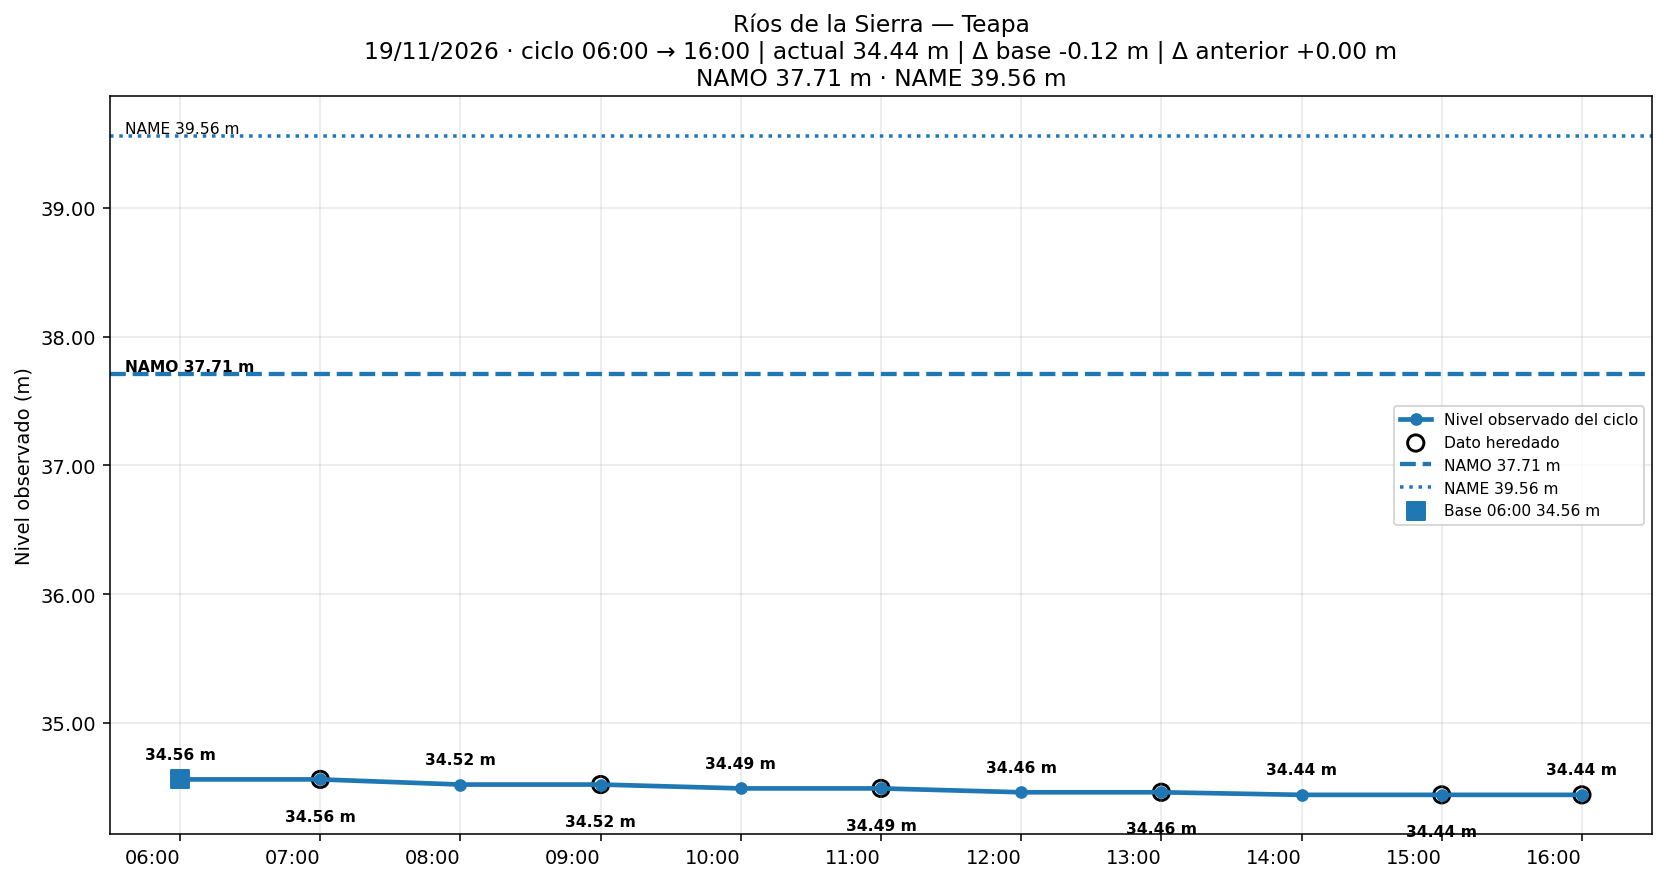 Ríos de la Sierra — Teapa
19/11/2026 · ciclo 06:00 → 16:00 | actual 34.44 m | Δ base -0.12 m | Δ anterior +0.00 m
NAMO 37.71 m · NAME 39.56 m
NAME 39.56 m
39.00
38.00
NAMO 37.71 m
Nivel observado (m)
Nivel observado del ciclo
Dato heredado
NAMO 37.71 m
NAME 39.56 m
Base 06:00 34.56 m
37.00
36.00
35.00
34.56 m
34.56 m
34.52 m
34.52 m
34.49 m
34.49 m
34.46 m
34.46 m
34.44 m
34.44 m
34.44 m
06:00
07:00
08:00
09:00
10:00
11:00
12:00
13:00
14:00
15:00
16:00